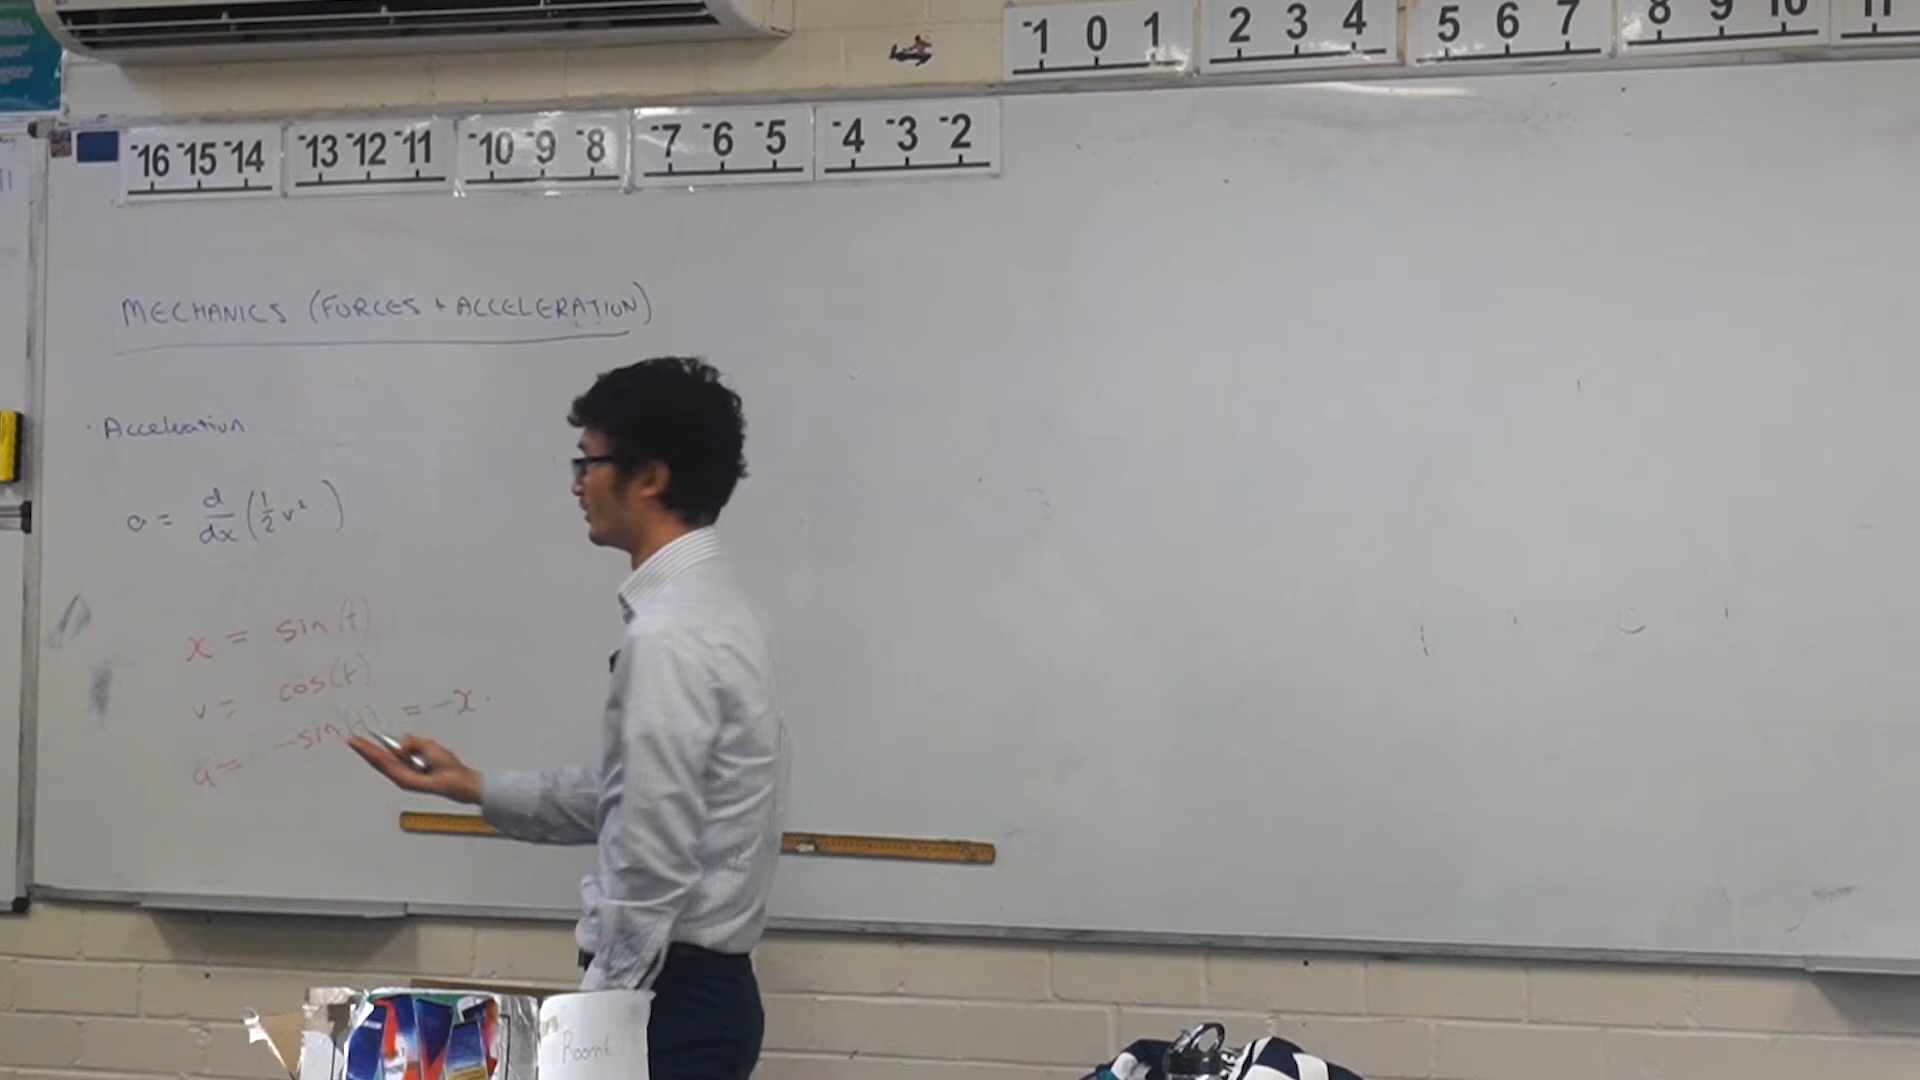 -1 0 1 2 3 4 5 6 7 8 9 10 11
-16 -15 -14 -13 -12 -11 -10 -9 -8 -7 -6 -5 -4 -3 -2
MECHANICS (FORCES + ACCELERATION)
· Acceleration
a = d/dx (1/2 v²)
x = sin(t)
v = cos(t)
a = -sin(t) = -x.
Room6